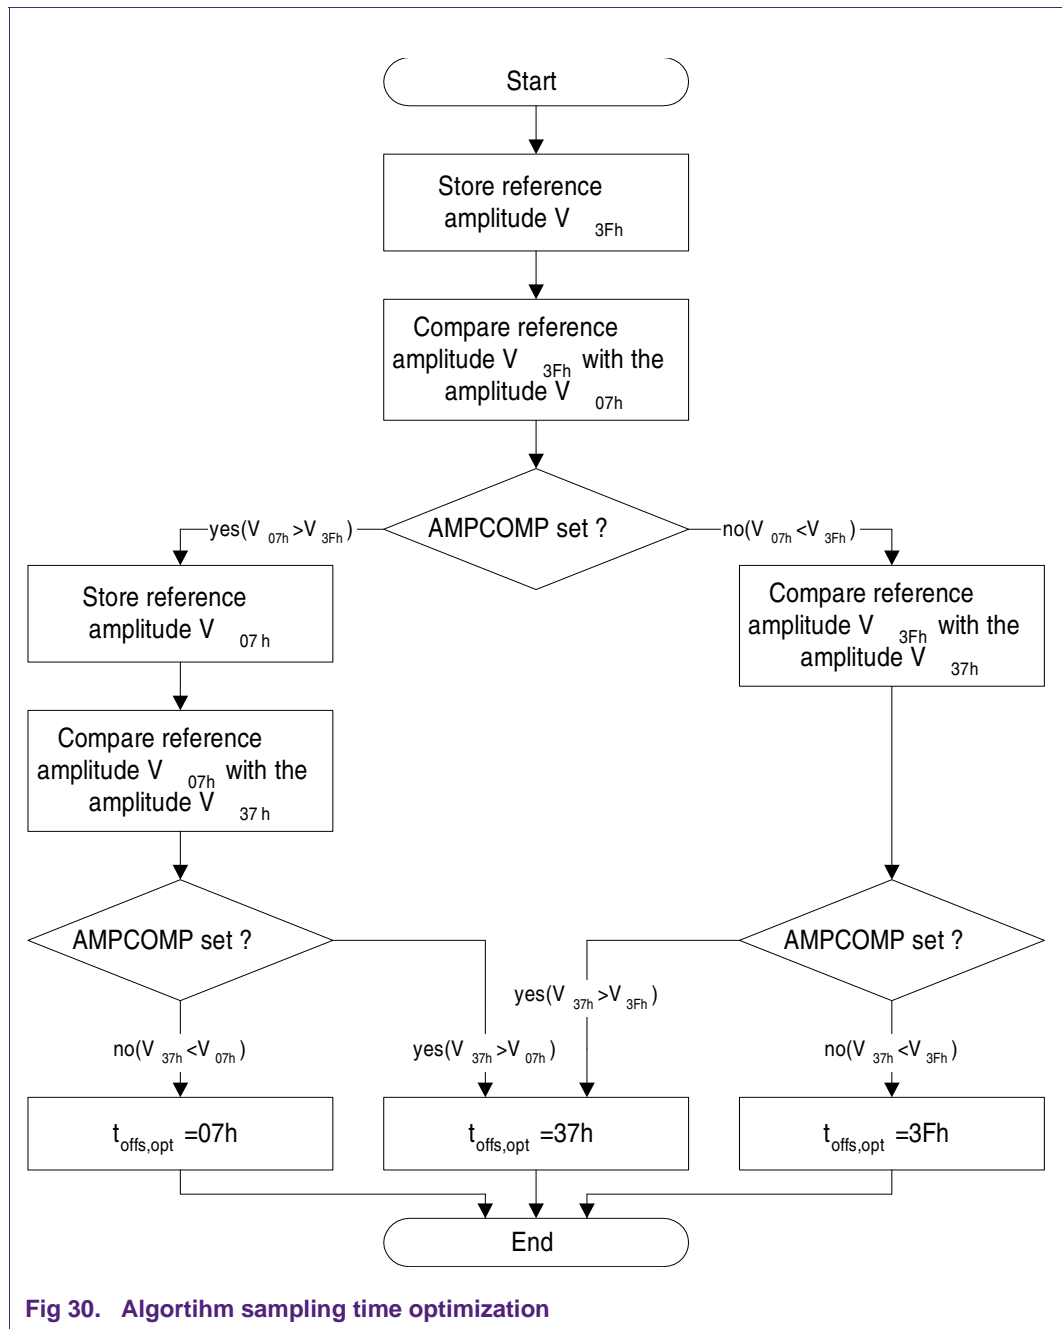 Start
Store reference
amplitude V 3Fh
Compare reference
amplitude V 3Fh with the
amplitude V 07h
AMPCOMP set ?
yes(V 07h >V 3Fh )
no(V 07h <V 3Fh )
Store reference
amplitude V 07 h
Compare reference
amplitude V 3Fh with the
amplitude V 37h
Compare reference
amplitude V 07h with the
amplitude V 37 h
AMPCOMP set ?
AMPCOMP set ?
yes(V 37h >V 3Fh )
no(V 37h <V 07h )
yes(V 37h >V 07h )
no(V 37h <V 3Fh )
toffs,opt =07h
toffs,opt =37h
toffs,opt =3Fh
End
Fig 30. Algortihm sampling time optimization